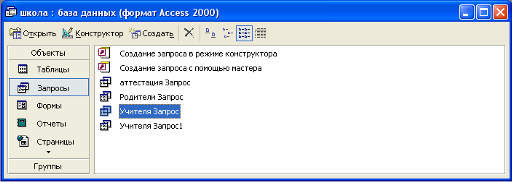 школа : база данных (формат Access 2000)
Открыть Конструктор Создать
Объекты
Таблицы
Запросы
Формы
Отчеты
Страницы
Группы
Создание запроса в режиме конструктора
Создание запроса с помощью мастера
аттестация Запрос
Родители Запрос
Учителя Запрос
Учителя Запрос1